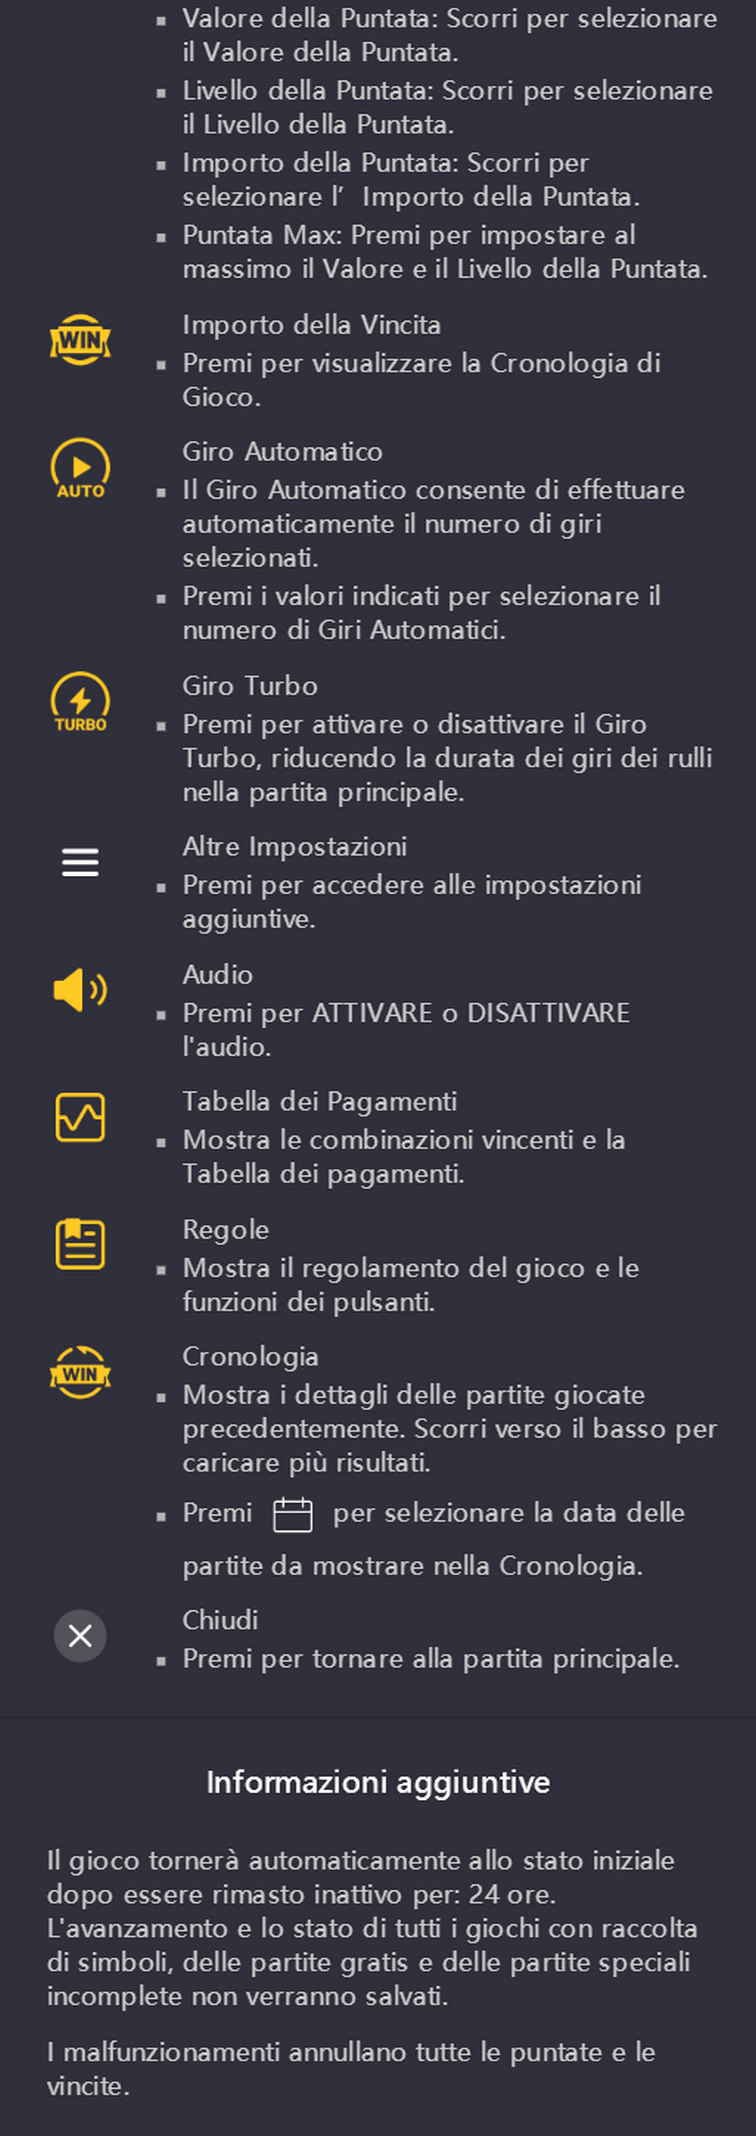 ▪ Valore della Puntata: Scorri per selezionare
il Valore della Puntata.
▪ Livello della Puntata: Scorri per selezionare
il Livello della Puntata.
▪ Importo della Puntata: Scorri per
selezionare l’ Importo della Puntata.
▪ Puntata Max: Premi per impostare al
massimo il Valore e il Livello della Puntata.
WIN
Importo della Vincita
▪ Premi per visualizzare la Cronologia di
Gioco.
AUTO
Giro Automatico
▪ Il Giro Automatico consente di effettuare
automaticamente il numero di giri
selezionati.
▪ Premi i valori indicati per selezionare il
numero di Giri Automatici.
TURBO
Giro Turbo
▪ Premi per attivare o disattivare il Giro
Turbo, riducendo la durata dei giri dei rulli
nella partita principale.
Altre Impostazioni
▪ Premi per accedere alle impostazioni
aggiuntive.
Audio
▪ Premi per ATTIVARE o DISATTIVARE
l'audio.
Tabella dei Pagamenti
▪ Mostra le combinazioni vincenti e la
Tabella dei pagamenti.
Regole
▪ Mostra il regolamento del gioco e le
funzioni dei pulsanti.
WIN
Cronologia
▪ Mostra i dettagli delle partite giocate
precedentemente. Scorri verso il basso per
caricare più risultati.
▪ Premi per selezionare la data delle
partite da mostrare nella Cronologia.
Chiudi
▪ Premi per tornare alla partita principale.
Informazioni aggiuntive
Il gioco tornerà automaticamente allo stato iniziale
dopo essere rimasto inattivo per: 24 ore.
L'avanzamento e lo stato di tutti i giochi con raccolta
di simboli, delle partite gratis e delle partite speciali
incomplete non verranno salvati.
I malfunzionamenti annullano tutte le puntate e le
vincite.